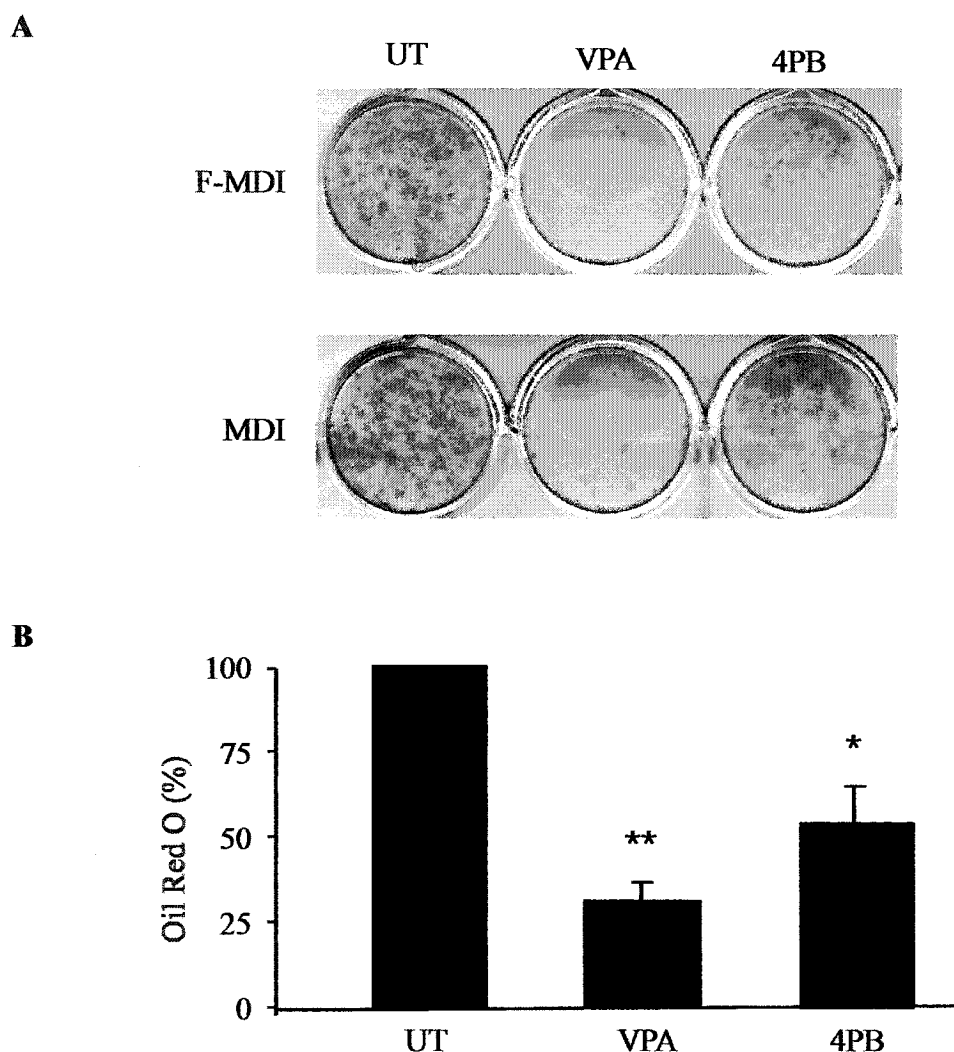 A
UT VPA 4PB
F-MDI
MDI
B
Oil Red O (%)
100
75
50
25
0
**
*
UT VPA 4PB